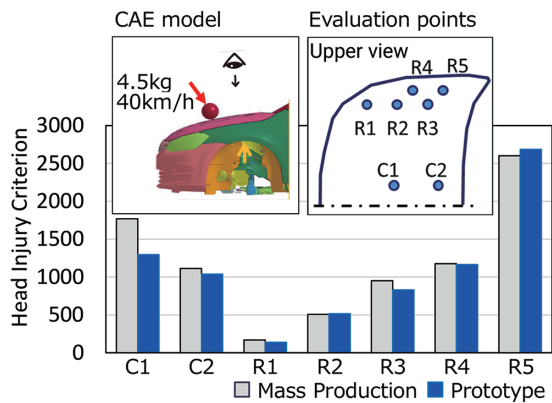 CAE model
Evaluation points
4.5kg
40km/h
Upper view
R4 R5
R1 R2 R3
C1 C2
Head Injury Criterion
3000
2500
2000
1500
1000
500
0
C1 C2 R1 R2 R3 R4 R5
Mass Production Prototype